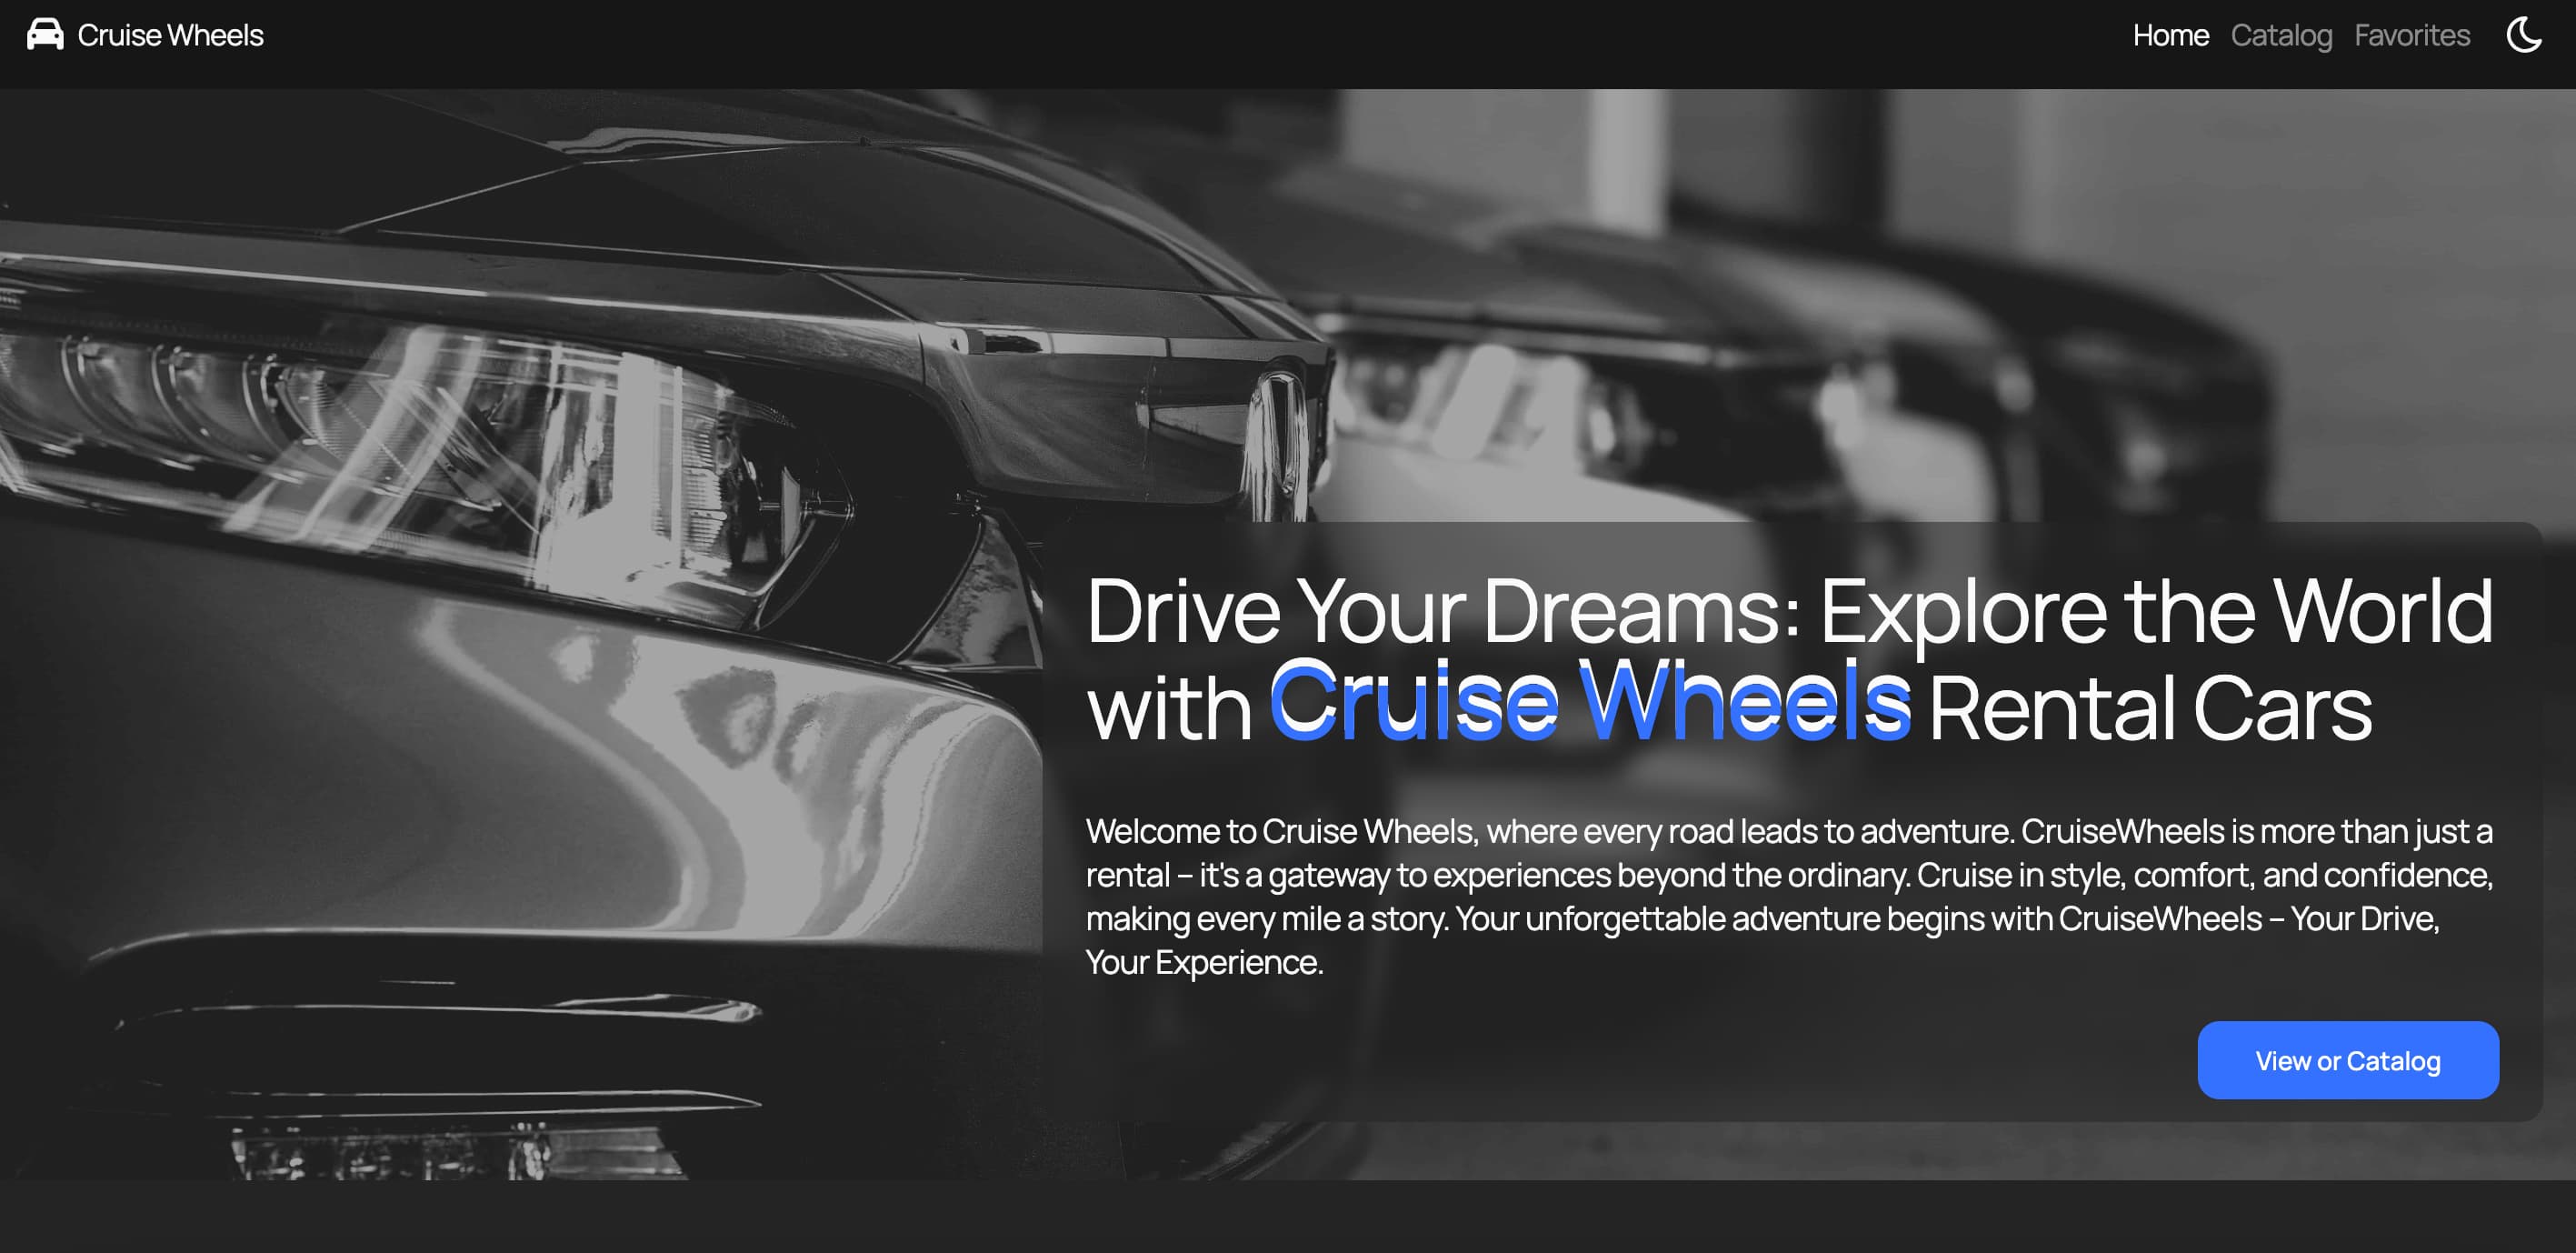 Cruise Wheels
Home Catalog Favorites
Drive Your Dreams: Explore the World
with Cruise Wheels Rental Cars
Welcome to Cruise Wheels, where every road leads to adventure. CruiseWheels is more than just a
rental – it's a gateway to experiences beyond the ordinary. Cruise in style, comfort, and confidence,
making every mile a story. Your unforgettable adventure begins with CruiseWheels – Your Drive,
Your Experience.
View or Catalog